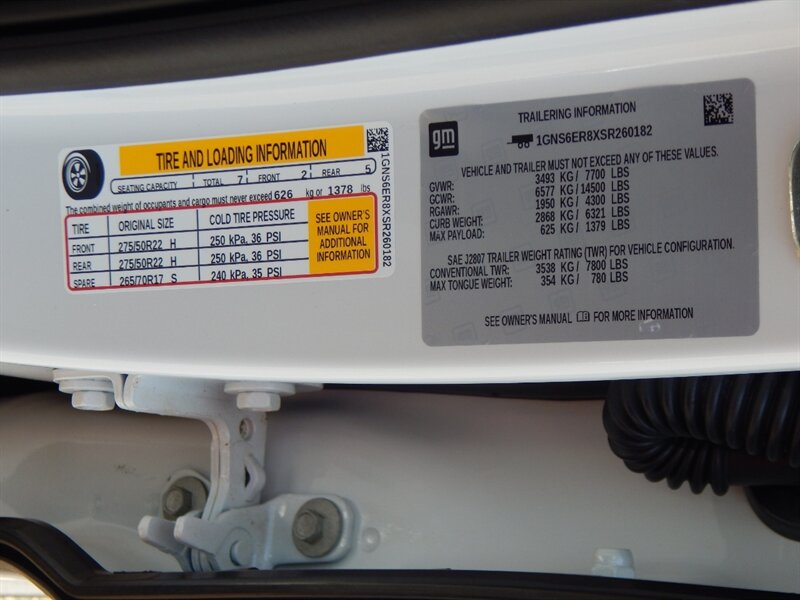 TIRE AND LOADING INFORMATION
SEATING CAPACITY TOTAL 7 FRONT 2 REAR 5
The combined weight of occupants and cargo must never exceed 626 kg or 1378 lbs
TIRE ORIGINAL SIZE COLD TIRE PRESSURE
FRONT 275/50R22 H 250 kPa, 36 PSI
REAR 275/50R22 H 250 kPa, 36 PSI
SPARE 265/70R17 S 240 kPa, 35 PSI
SEE OWNER'S
MANUAL FOR
ADDITIONAL
INFORMATION
1GNS6ER8XSR260182
gm
TRAILERING INFORMATION
1GNS6ER8XSR260182
VEHICLE AND TRAILER MUST NOT EXCEED ANY OF THESE VALUES.
GVWR: 3493 KG / 7700 LBS
GCWR: 6577 KG / 14500 LBS
RGAWR: 1950 KG / 4300 LBS
CURB WEIGHT: 2868 KG / 6321 LBS
MAX PAYLOAD: 625 KG / 1379 LBS
SAE J2807 TRAILER WEIGHT RATING (TWR) FOR VEHICLE CONFIGURATION.
CONVENTIONAL TWR: 3538 KG / 7800 LBS
MAX TONGUE WEIGHT: 354 KG / 780 LBS
SEE OWNER'S MANUAL FOR MORE INFORMATION